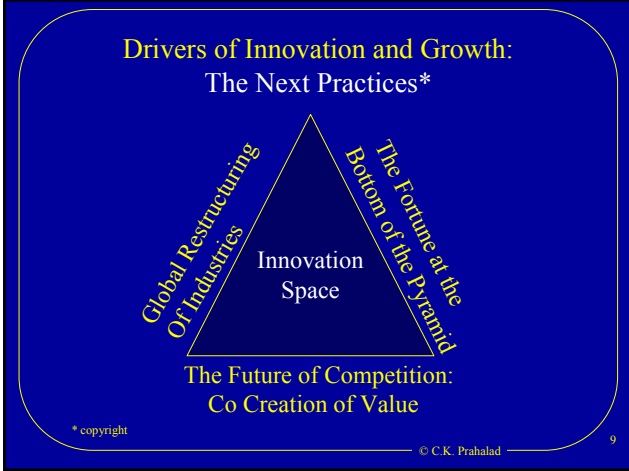 Drivers of Innovation and Growth:
The Next Practices*
Global Restructuring
Of Industries
The Fortune at the
Bottom of the Pyramid
Innovation
Space
The Future of Competition:
Co Creation of Value
* copyright
© C.K. Prahalad
9